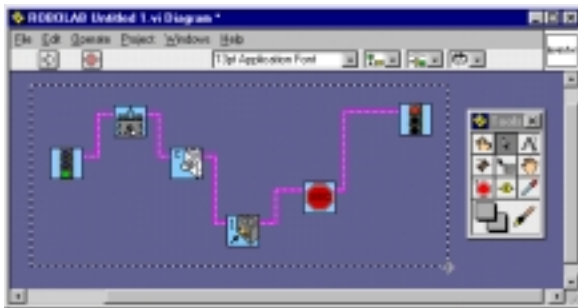 ROBOLAB Untitled 1.vi Diagram *
File Edit Operate Project Windows Help
13pt Application Font
Tools